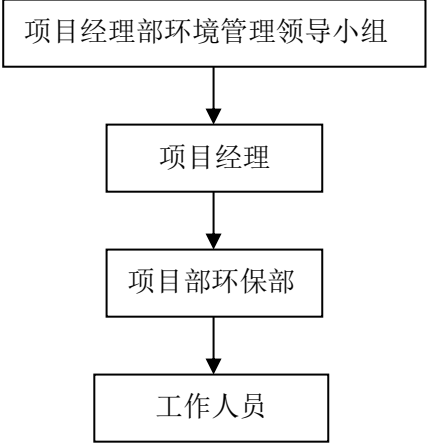 项目经理部环境管理领导小组
项目经理
项目部环保部
工作人员